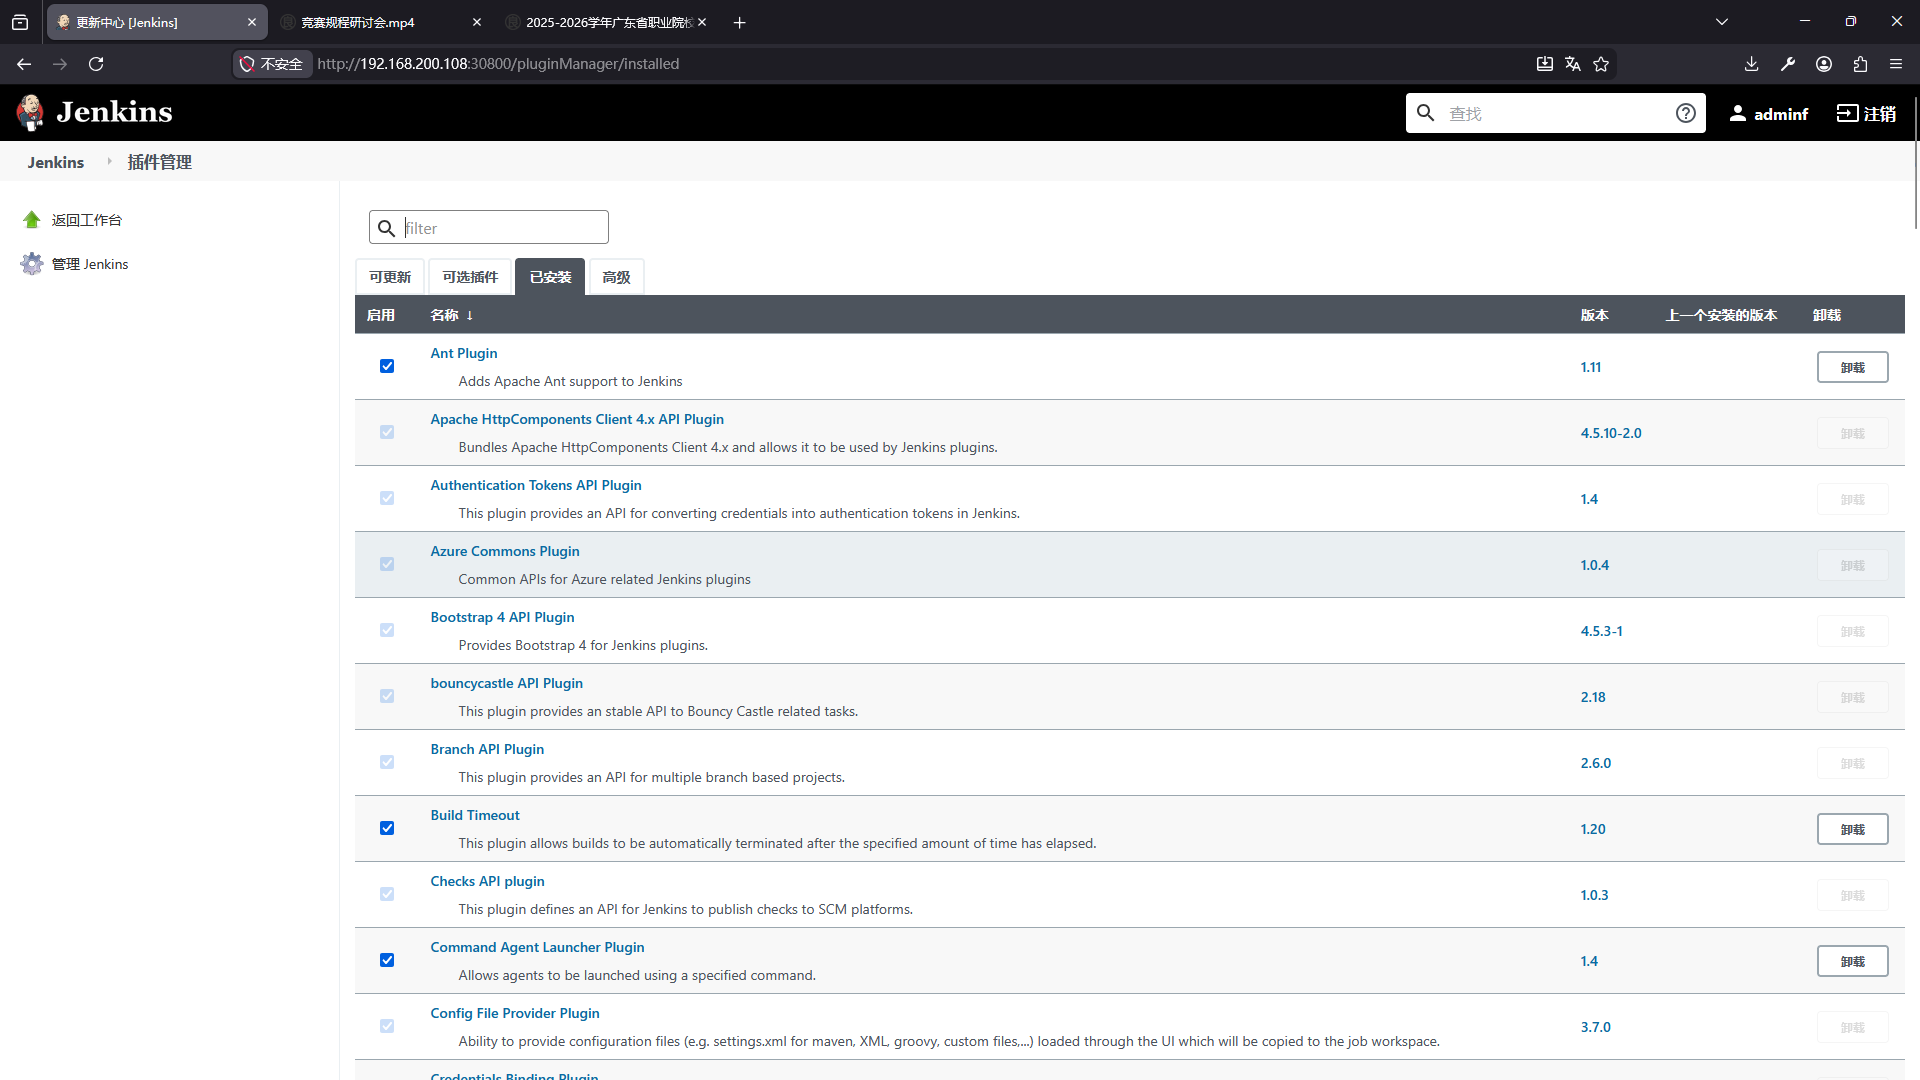 更新中心 [Jenkins]
竞赛规程研讨会.mp4
2025-2026学年广东省职业院
不安全
http://192.168.200.108:30800/pluginManager/installed
Jenkins
查找
adminf
注销
Jenkins
插件管理
返回工作台
管理 Jenkins
filter
可更新
可选插件
已安装
高级
启用 名称 ↓ 版本 上一个安装的版本 卸载
Ant Plugin
Adds Apache Ant support to Jenkins
1.11
卸载
Apache HttpComponents Client 4.x API Plugin
Bundles Apache HttpComponents Client 4.x and allows it to be used by Jenkins plugins.
4.5.10-2.0
卸载
Authentication Tokens API Plugin
This plugin provides an API for converting credentials into authentication tokens in Jenkins.
1.4
卸载
Azure Commons Plugin
Common APIs for Azure related Jenkins plugins
1.0.4
卸载
Bootstrap 4 API Plugin
Provides Bootstrap 4 for Jenkins plugins.
4.5.3-1
卸载
bouncycastle API Plugin
This plugin provides an stable API to Bouncy Castle related tasks.
2.18
卸载
Branch API Plugin
This plugin provides an API for multiple branch based projects.
2.6.0
卸载
Build Timeout
This plugin allows builds to be automatically terminated after the specified amount of time has elapsed.
1.20
卸载
Checks API plugin
This plugin defines an API for Jenkins to publish checks to SCM platforms.
1.0.3
卸载
Command Agent Launcher Plugin
Allows agents to be launched using a specified command.
1.4
卸载
Config File Provider Plugin
Ability to provide configuration files (e.g. settings.xml for maven, XML, groovy, custom files,...) loaded through the UI which will be copied to the job workspace.
3.7.0
卸载
Credentials Binding Plugin